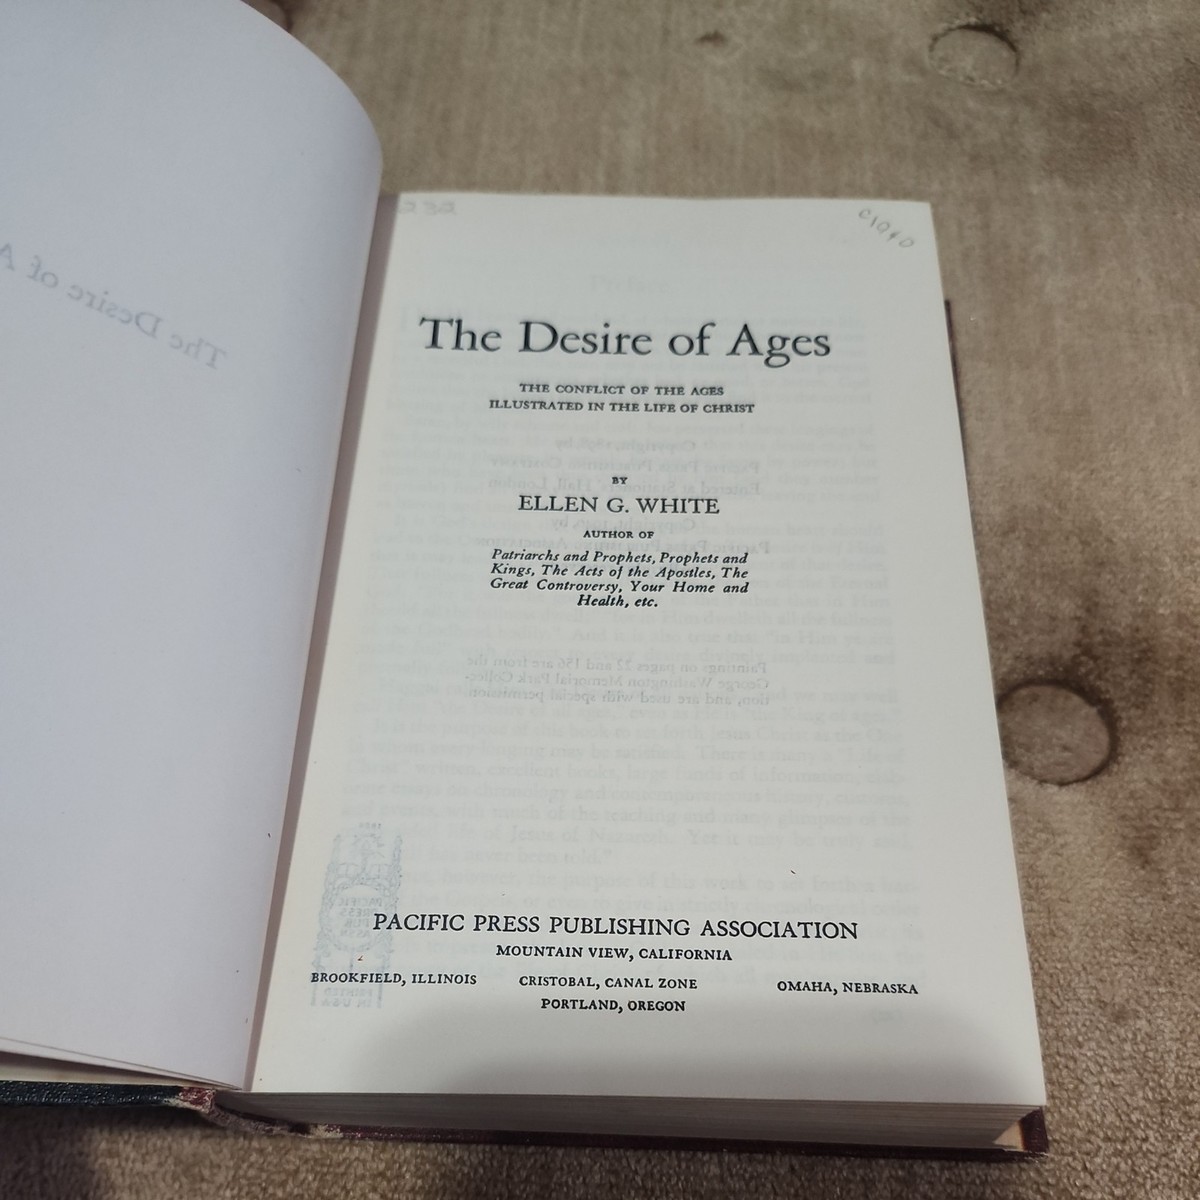 c1940
The Desire of Ages
THE CONFLICT OF THE AGES
ILLUSTRATED IN THE LIFE OF CHRIST
BY
ELLEN G. WHITE
AUTHOR OF
Patriarchs and Prophets, Prophets and
Kings, The Acts of the Apostles, The
Great Controversy, Your Home and
Health, etc.
PACIFIC PRESS PUBLISHING ASSOCIATION
MOUNTAIN VIEW, CALIFORNIA
BROOKFIELD, ILLINOIS CRISTOBAL, CANAL ZONE OMAHA, NEBRASKA
PORTLAND, OREGON